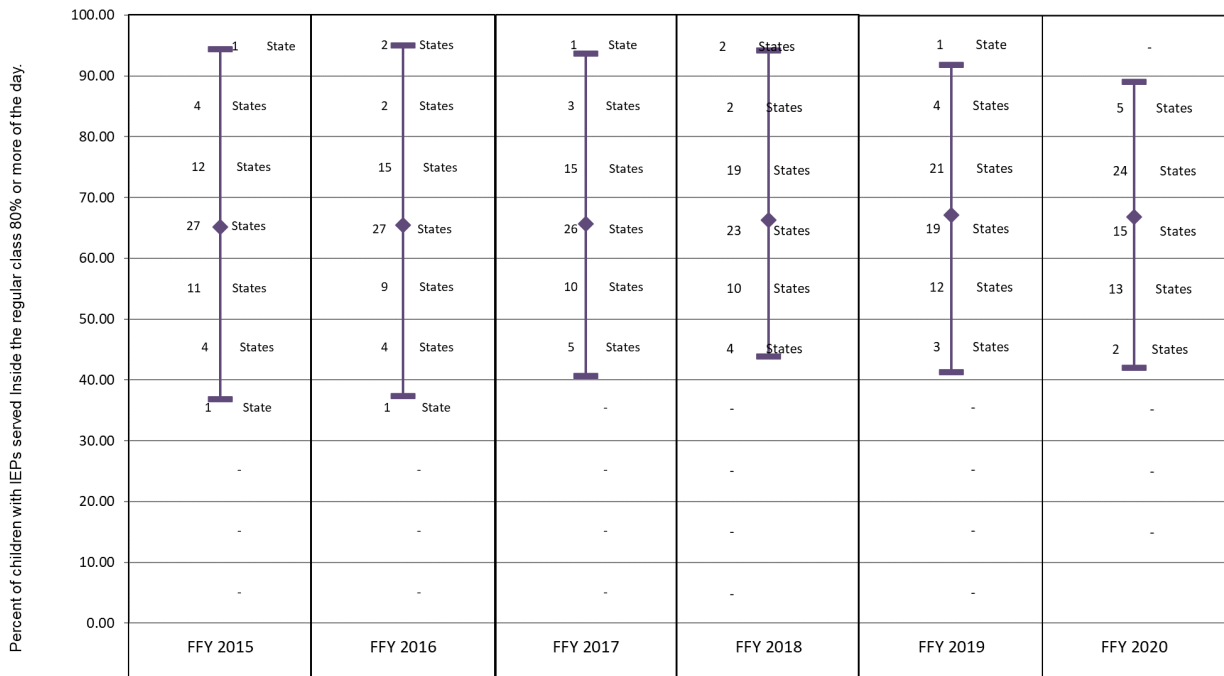 Percent of children with IEPs served Inside the regular class 80% or more of the day.
100.00
1 State 2 States 1 State 2 States 1 State -
90.00
4 States 2 States 3 States 2 States 4 States 5 States
80.00
12 States 15 States 15 States 19 States 21 States 24 States
70.00
27 States 27 States 26 States 23 States 19 States 15 States
60.00
11 States 9 States 10 States 10 States 12 States 13 States
50.00
4 States 4 States 5 States 4 States 3 States 2 States
40.00
1 State 1 State - - - -
30.00
- - - - - -
20.00
- - - - - -
10.00
- - - - -
0.00
FFY 2015 FFY 2016 FFY 2017 FFY 2018 FFY 2019 FFY 2020